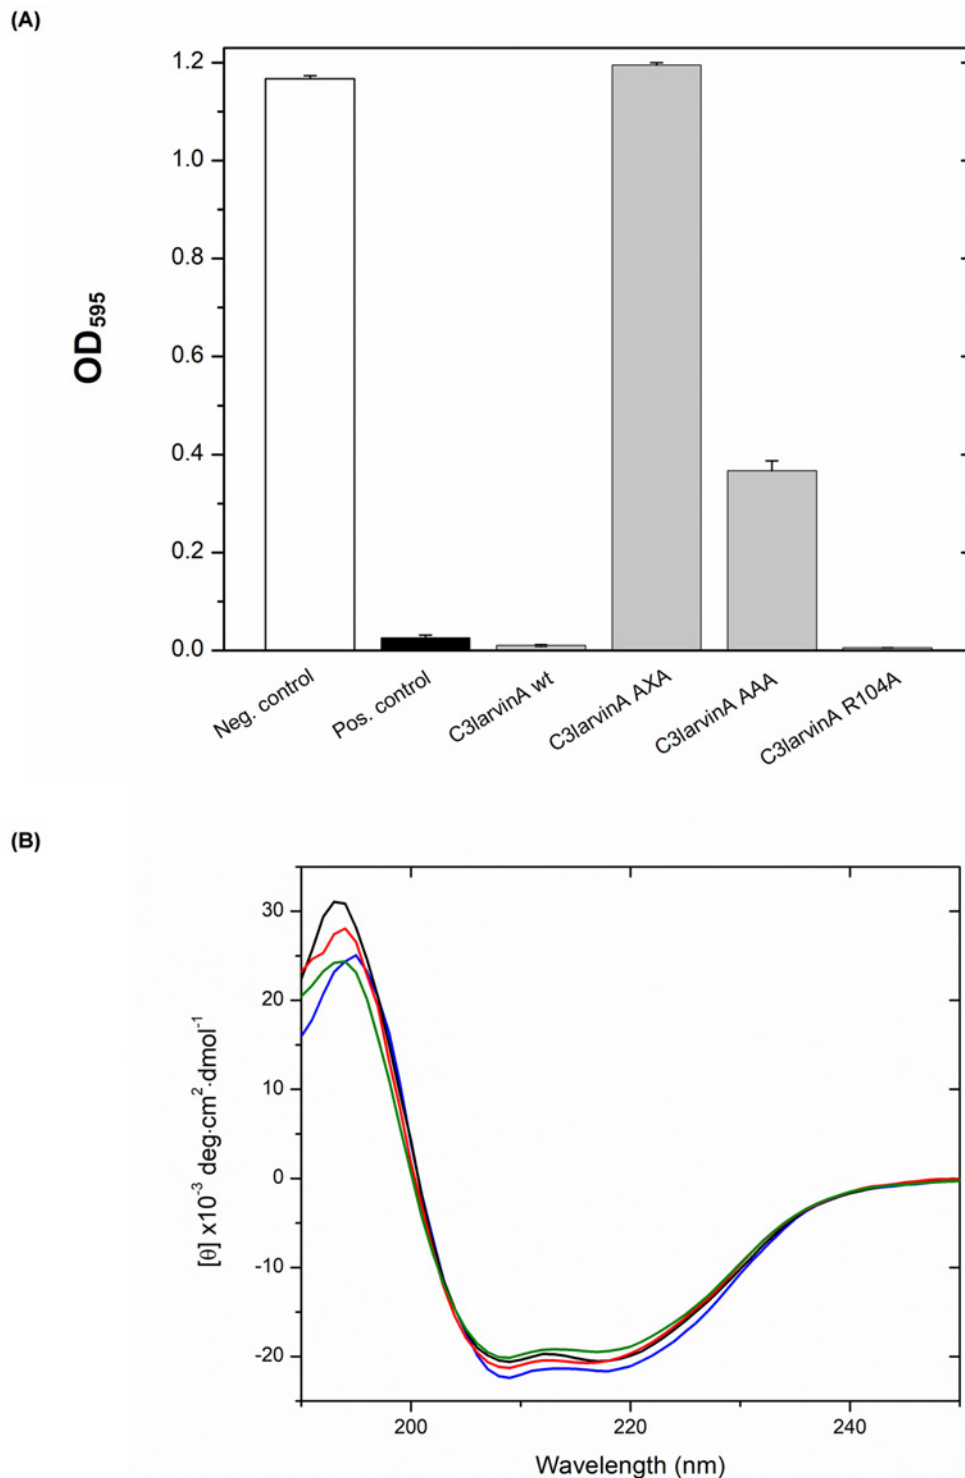 (A)
1.2
1.0
0.8
0.6
0.4
0.2
0.0
OD595
Neg. control
Pos. control
C3larvinA wt
C3larvinA AXA
C3larvinA AAA
C3larvinA R104A
(B)
30
20
10
0
-10
-20
[θ] x10-3 deg·cm2·dmol-1
200
220
240
Wavelength (nm)